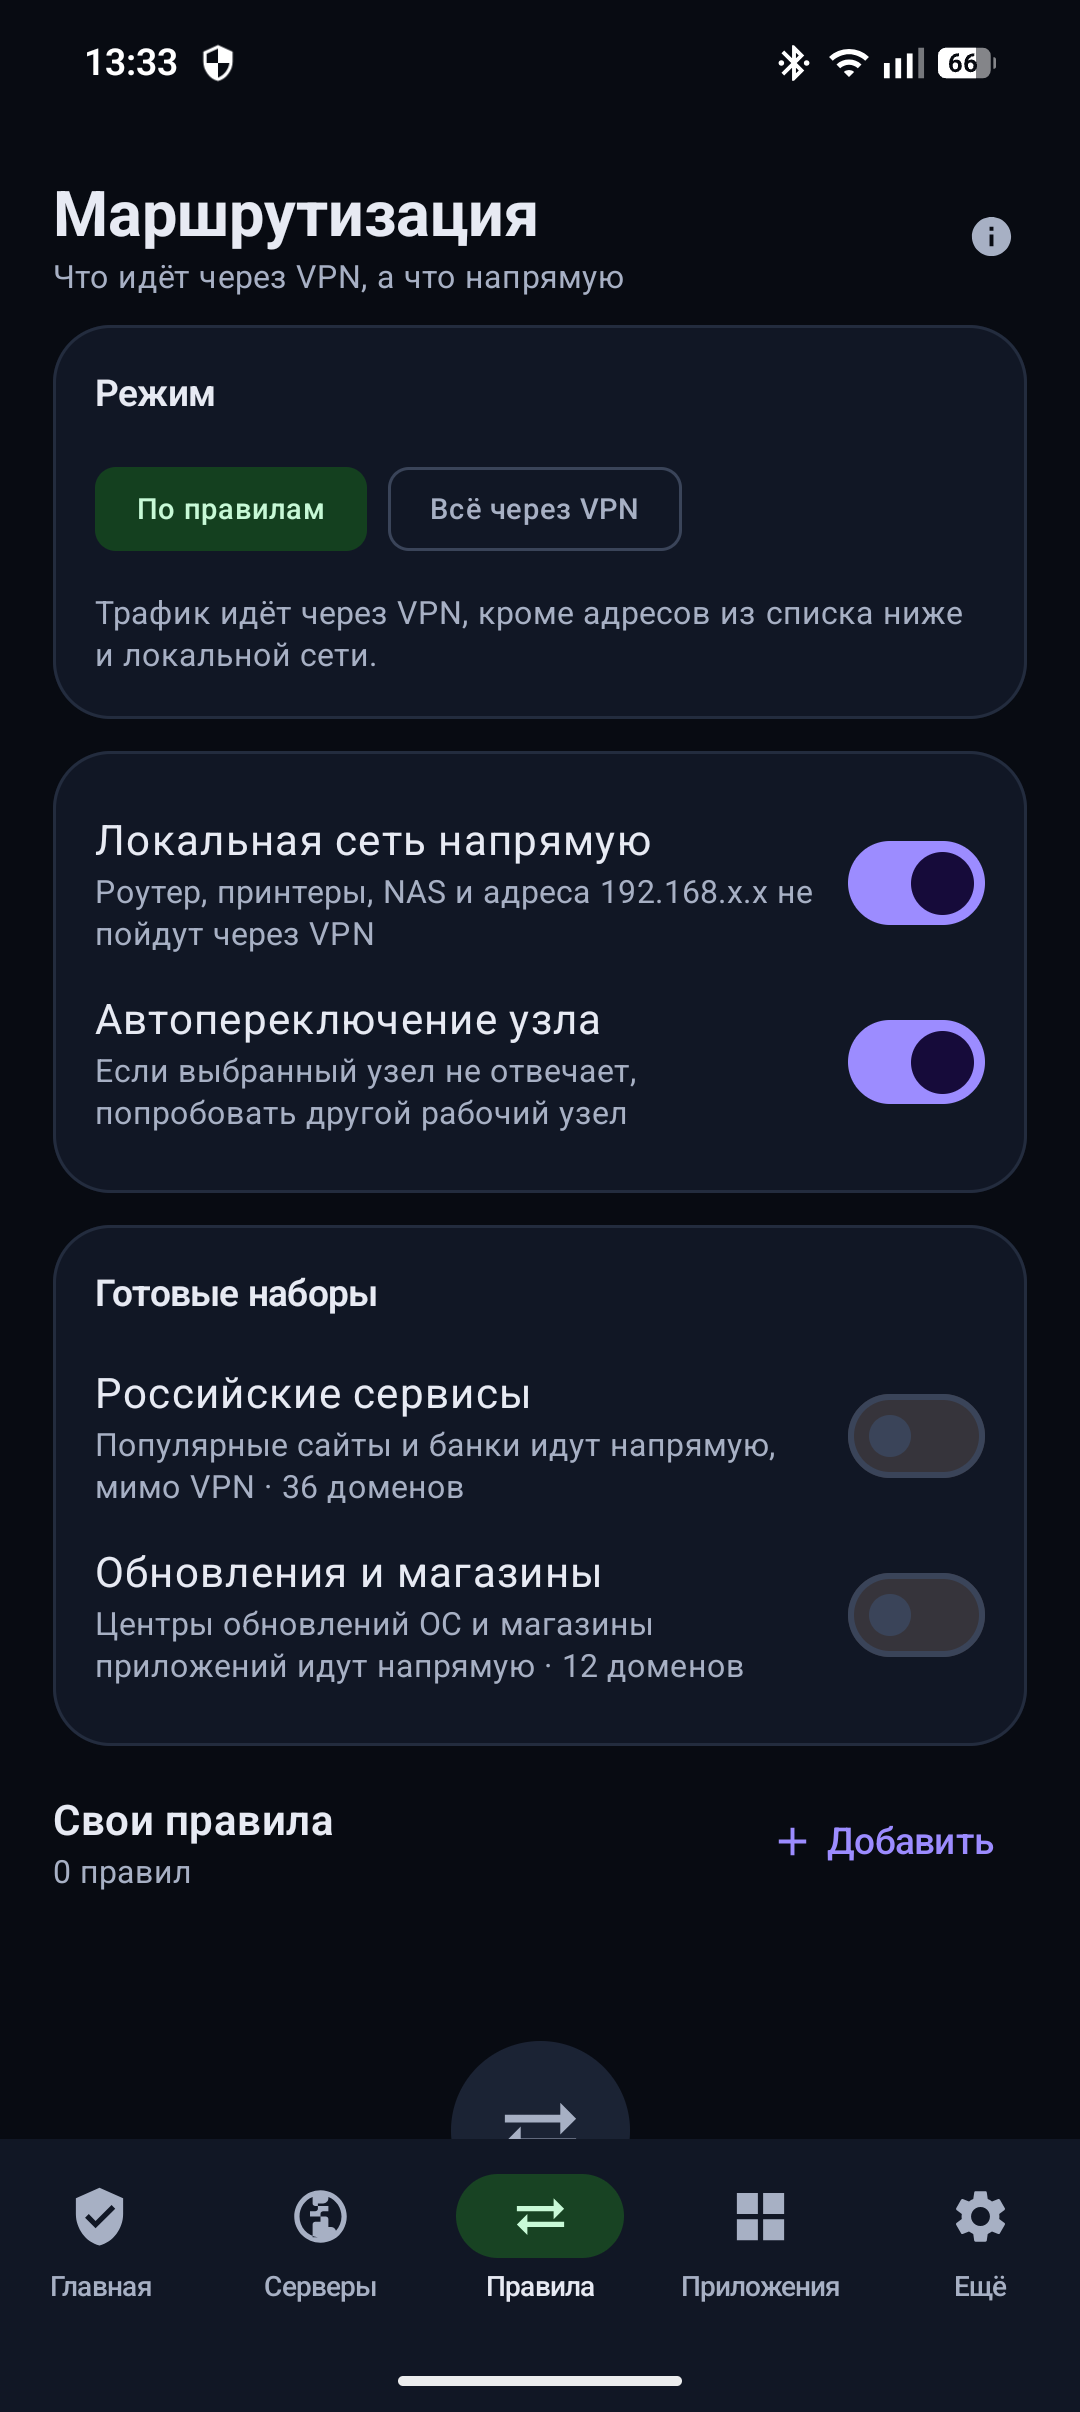 13:33
66
Маршрутизация
Что идёт через VPN, а что напрямую
Режим
По правилам
Всё через VPN
Трафик идёт через VPN, кроме адресов из списка ниже
и локальной сети.
Локальная сеть напрямую
Роутер, принтеры, NAS и адреса 192.168.x.x не
пойдут через VPN
Автопереключение узла
Если выбранный узел не отвечает,
попробовать другой рабочий узел
Готовые наборы
Российские сервисы
Популярные сайты и банки идут напрямую,
мимо VPN · 36 доменов
Обновления и магазины
Центры обновлений ОС и магазины
приложений идут напрямую · 12 доменов
Свои правила
0 правил
+ Добавить
Главная
Серверы
Правила
Приложения
Ещё